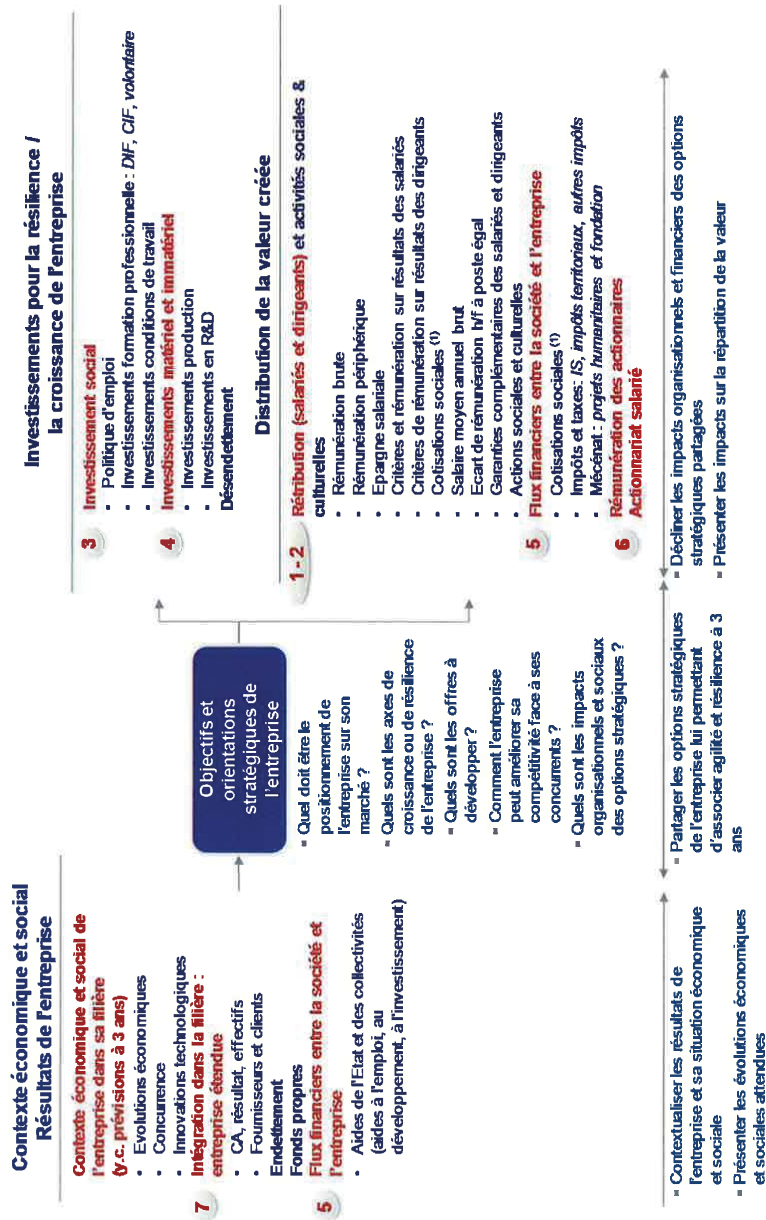 Contexte économique et social
Résultats de l'entreprise
Contexte économique et social de
l'entreprise dans sa filière
(y.c. prévisions à 3 ans)
• Evolutions économiques
• Concurrence
• Innovations technologiques
7
Intégration dans la filière :
entreprise étendue
• CA, résultat, effectifs
• Fournisseurs et clients
Endettement
Fonds propres
5
Flux financiers entre la société et
l'entreprise
• Aides de l'Etat et des collectivités
(aides à l'emploi, au
développement, à l'investissement)
Objectifs et
orientations
stratégiques de
l'entreprise
Quel doit être le
positionnement de
l'entreprise sur son
marché ?
Quels sont les axes de
croissance ou de résilience
de l'entreprise ?
Quels sont les offres à
développer ?
Comment l'entreprise
peut améliorer sa
compétitivité face à ses
concurrents ?
Quels sont les impacts
organisationnels et sociaux
des options stratégiques ?
Investissements pour la résilience /
la croissance de l'entreprise
3
Investissement social
• Politique d'emploi
• Investissements formation professionnelle : DIF, CIF, volontaire
• Investissements conditions de travail
4
Investissements matériel et immatériel
• Investissements production
• Investissements en R&D
Désendettement
Distribution de la valeur créée
1-2
Rétribution (salariés et dirigeants) et activités sociales &
culturelles
• Rémunération brute
• Rémunération périphérique
• Epargne salariale
• Critères et rémunération sur résultats des salariés
• Critères de rémunération sur résultats des dirigeants
• Cotisations sociales (1)
• Salaire moyen annuel brut
• Ecart de rémunération h/f à poste égal
• Garanties complémentaires des salariés et dirigeants
• Actions sociales et culturelles
5
Flux financiers entre la société et l'entreprise
• Cotisations sociales (1)
• Impôts et taxes: IS, impôts territoriaux, autres impôts
• Mécénat : projets humanitaires et fondation
6
Rémunération des actionnaires
Actionnariat salarié
Contextualiser les résultats de
l'entreprise et sa situation économique
et sociale
Présenter les évolutions économiques
et sociales attendues
Partager les options stratégiques
de l'entreprise lui permettant
d'associer agilité et résilience à 3
ans
Décliner les impacts organisationnels et financiers des options
stratégiques partagées
Présenter les impacts sur la répartition de la valeur